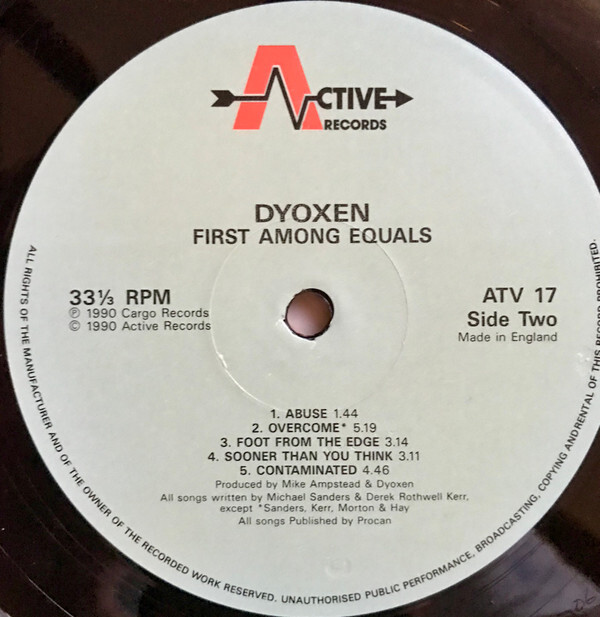 ACTIVE
RECORDS
DYOXEN
FIRST AMONG EQUALS
33⅓ RPM
℗ 1990 Cargo Records
© 1990 Active Records
ATV 17
Side Two
Made in England
1. ABUSE 1.44
2. OVERCOME* 5.19
3. FOOT FROM THE EDGE 3.14
4. SOONER THAN YOU THINK 3.11
5. CONTAMINATED 4.46
Produced by Mike Ampstead & Dyoxen
All songs written by Michael Sanders & Derek Rothwell Kerr,
except *Sanders, Kerr, Morton & Hay
All songs Published by Procan
ALL RIGHTS OF THE MANUFACTURER AND OF THE OWNER OF THE RECORDED WORK RESERVED. UNAUTHORISED PUBLIC PERFORMANCE, BROADCASTING, COPYING AND RENTAL OF THIS RECORD PROHIBITED.